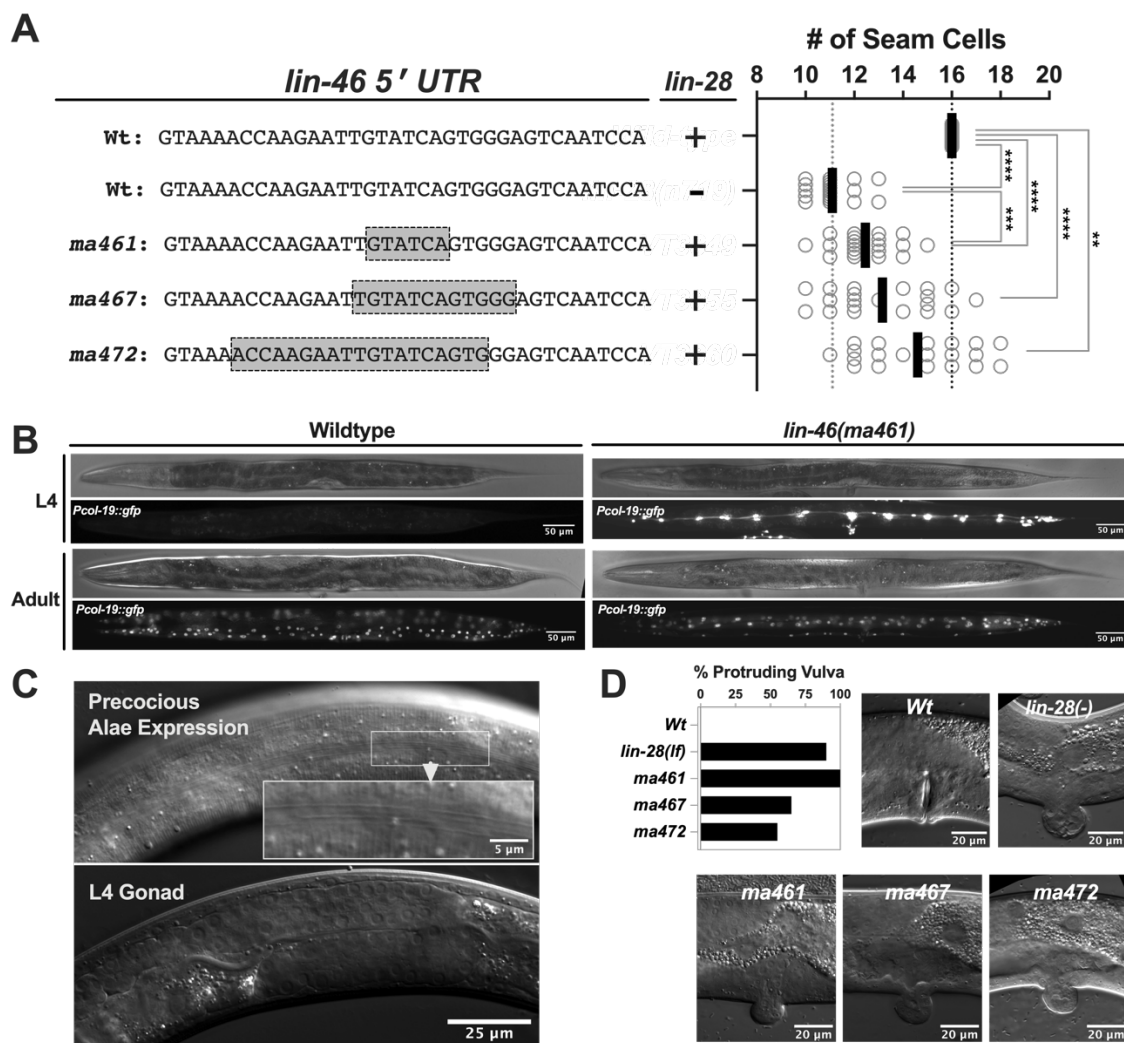 A
# of Seam Cells
lin-46 5′ UTR
lin-28
8 10 12 14 16 18 20
Wt: GTAAAACCAAGAATTGTATCAGTGGGAGTCAATCCA +
Wt: GTAAAACCAAGAATTGTATCAGTGGGAGTCAATCCA -
ma461: GTAAAACCAAGAATTGTATCAGTGGGAGTCAATCCA +
ma467: GTAAAACCAAGAATTGTATCAGTGGGAGTCAATCCA +
ma472: GTAAAACCAAGAATTGTATCAGTGGGAGTCAATCCA +
****
***
****
****
**
B
Wildtype
lin-46(ma461)
L4
Pcol-19::gfp
50 µm
50 µm
Adult
Pcol-19::gfp
50 µm
Pcol-19::gfp
50 µm
C
Precocious
Alae Expression
5 µm
L4 Gonad
25 µm
D
% Protruding Vulva
0 25 50 75 100
Wt
lin-28(lf)
ma461
ma467
ma472
Wt
20 µm
lin-28(-)
20 µm
ma461
20 µm
ma467
20 µm
ma472
20 µm